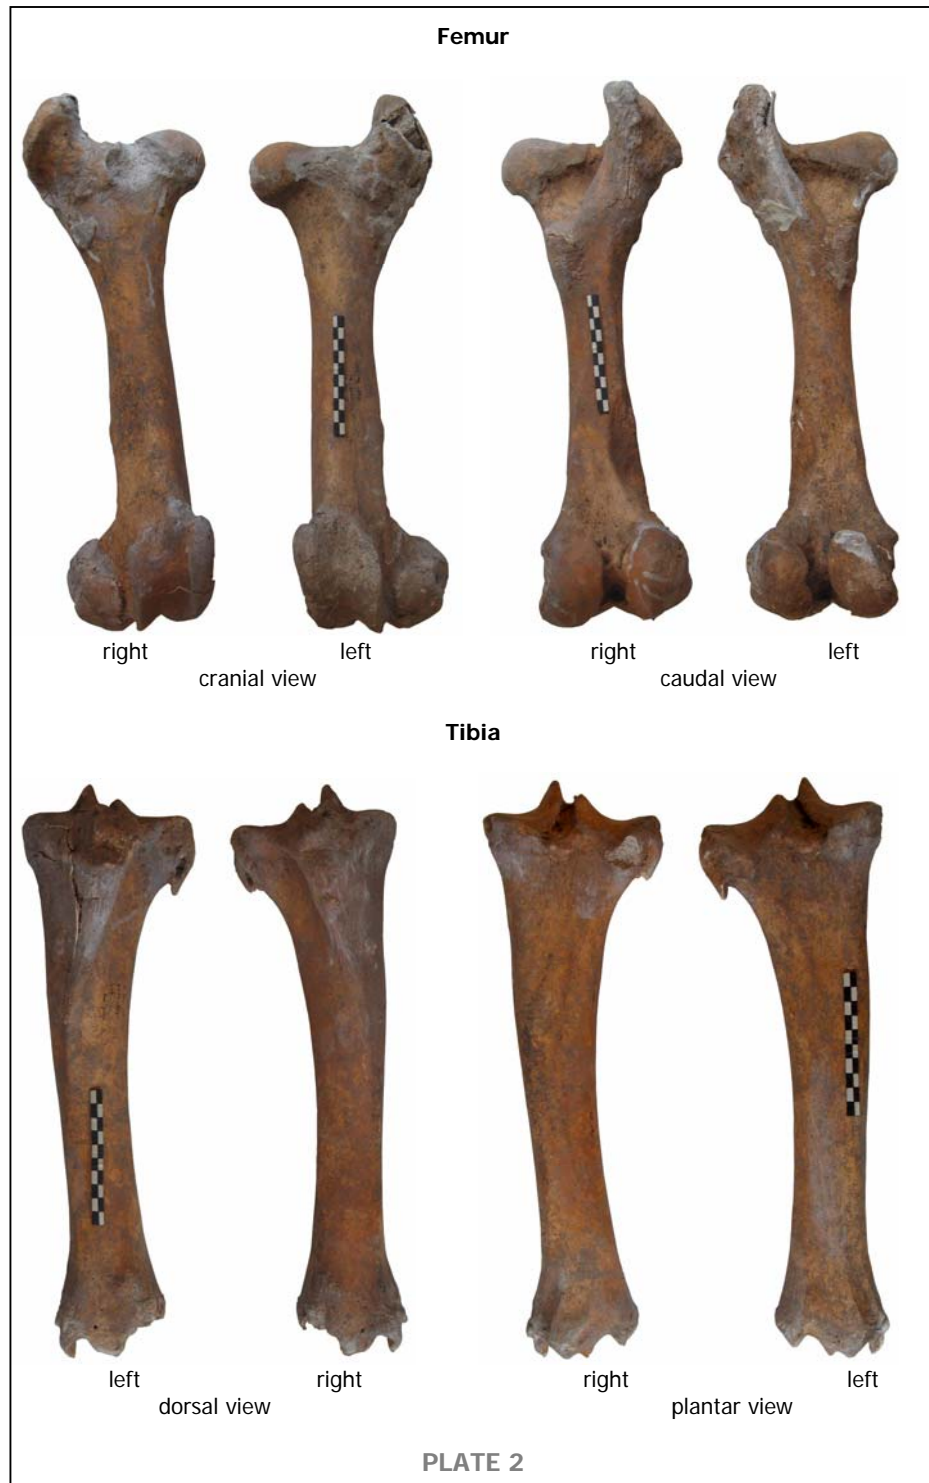 Femur
right left right left
cranial view caudal view
Tibia
left right right left
dorsal view plantar view
PLATE 2